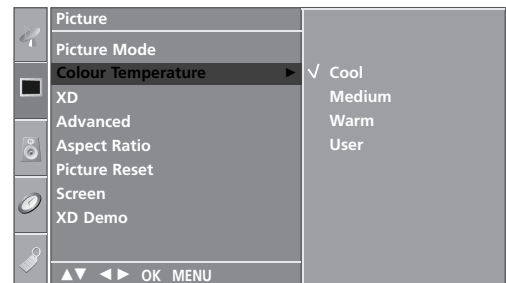 Picture
Picture Mode
Colour Temperature
XD
Advanced
Aspect Ratio
Picture Reset
Screen
XD Demo
√ Cool
Medium
Warm
User
▲▼ ◄► OK MENU